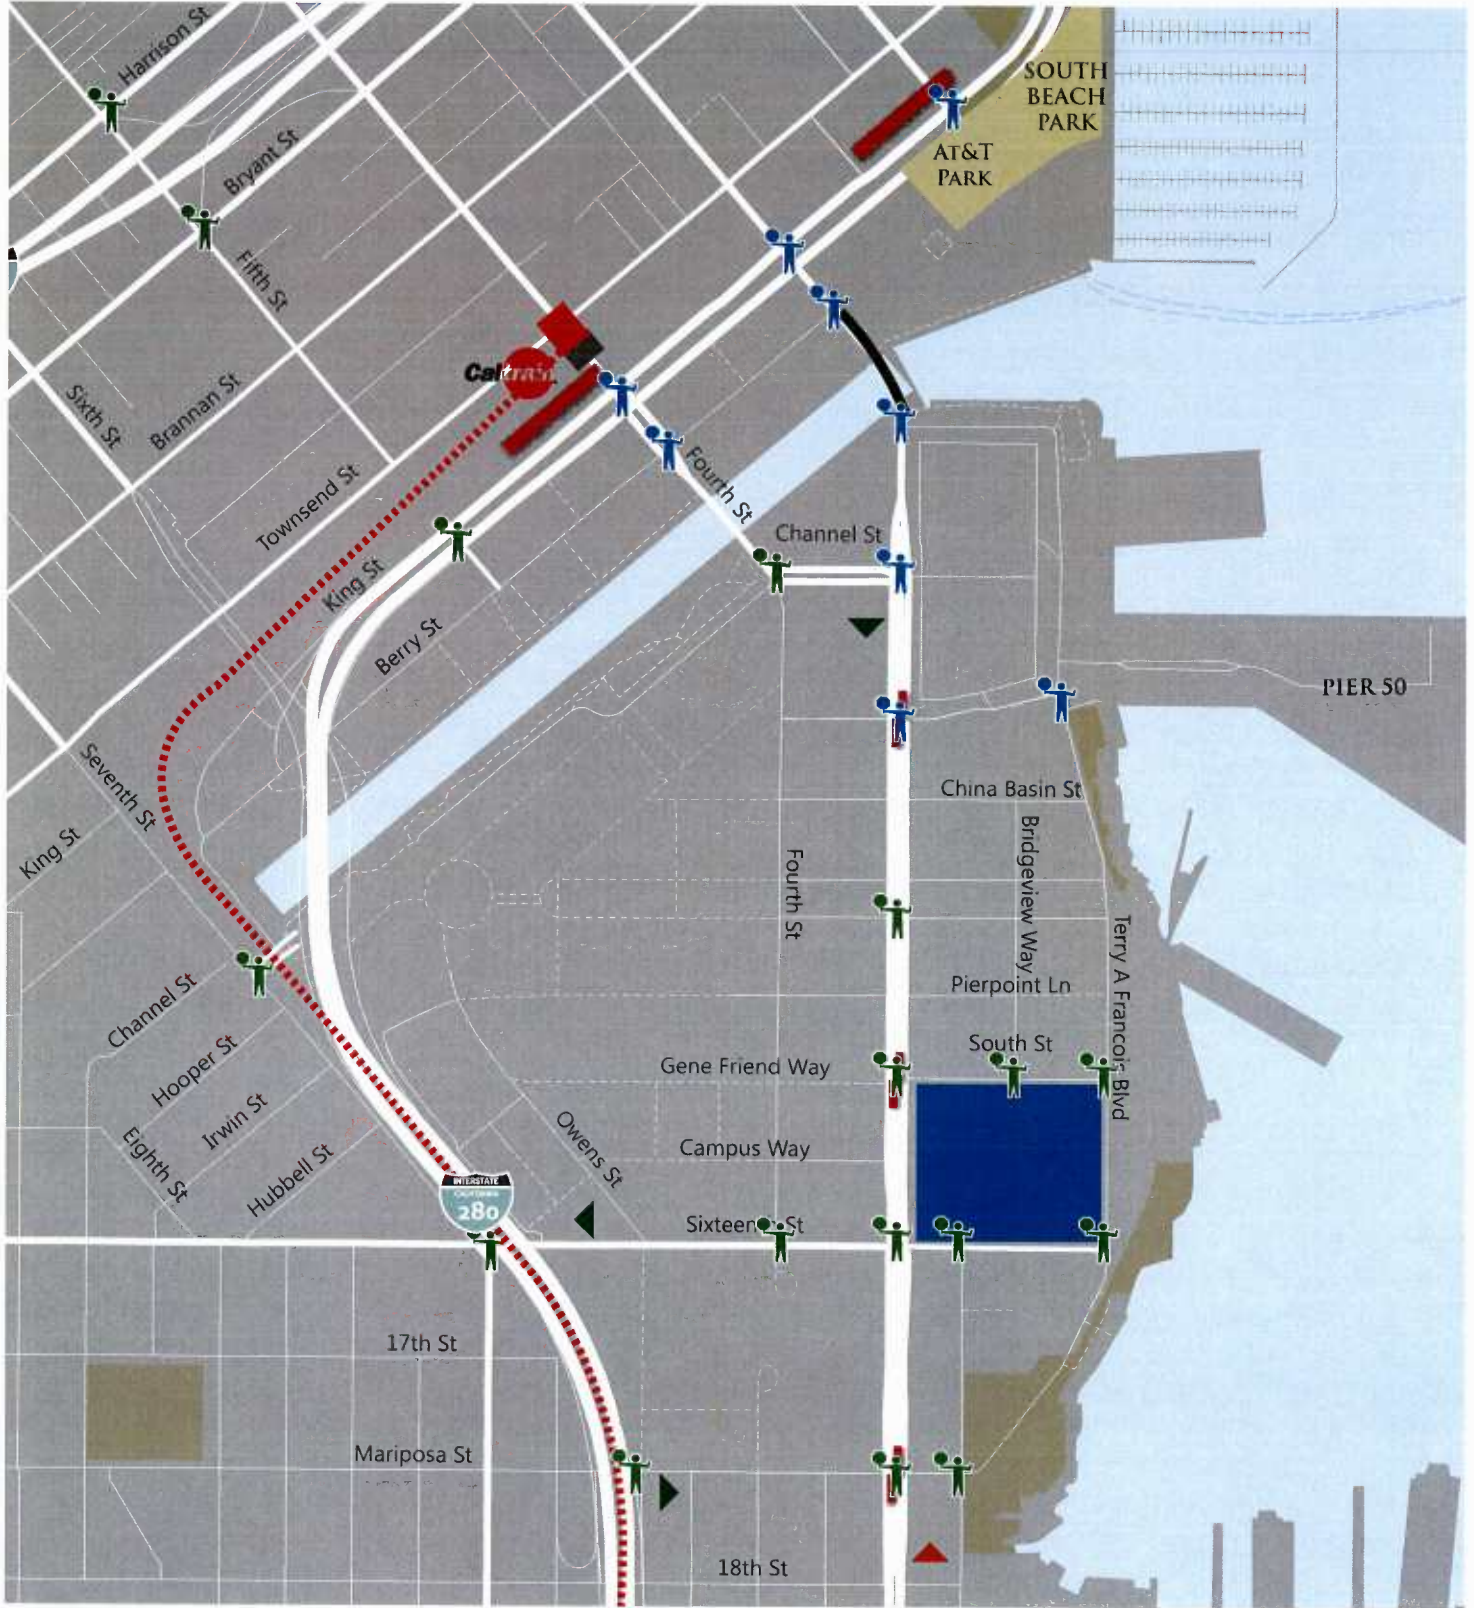 Harrison St
SOUTH
BEACH
PARK
AT&T
PARK
Bryant St
Fifth St
Caltrain
Sixth St
Brannan St
Townsend St
Fourth St
Channel St
King St
Berry St
PIER 50
Seventh St
China Basin St
King St
Bridgeview Way
Fourth St
Terry A Francois Blvd
Channel St
Pierpoint Ln
Hooper St
South St
Gene Friend Way
Irwin St
Owens St
Eighth St
Hubbell St
Campus Way
INTERSTATE
CALIFORNIA
280
Sixteenth St
17th St
Mariposa St
18th St